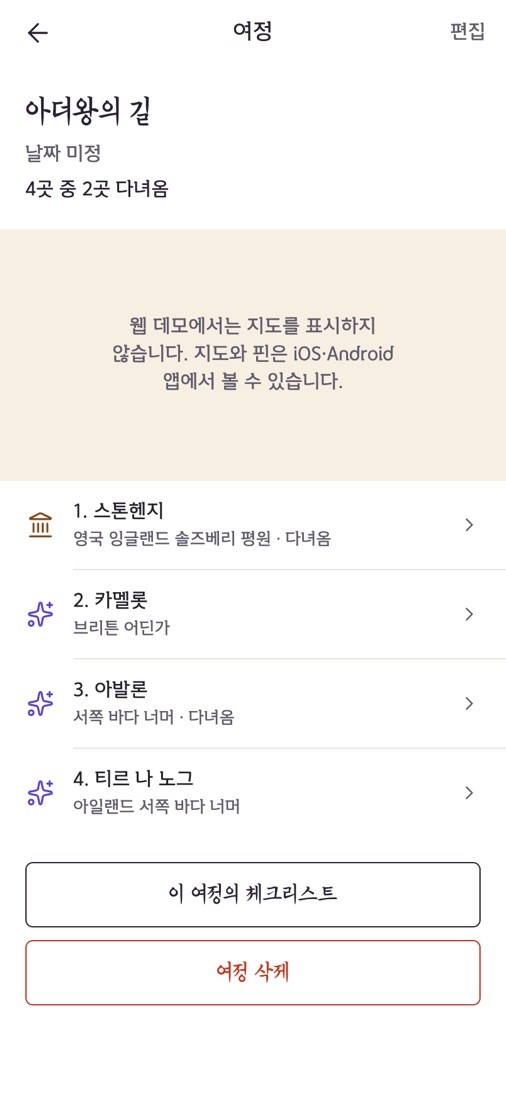 여정
편집
아더왕의 길
날짜 미정
4곳 중 2곳 다녀옴
웹 데모에서는 지도를 표시하지
않습니다. 지도와 핀은 iOS·Android
앱에서 볼 수 있습니다.
1. 스톤헨지
영국 잉글랜드 솔즈베리 평원 · 다녀옴
2. 카멜롯
브리튼 어딘가
3. 아발론
서쪽 바다 너머 · 다녀옴
4. 티르 나 노그
아일랜드 서쪽 바다 너머
이 여정의 체크리스트
여정 삭제